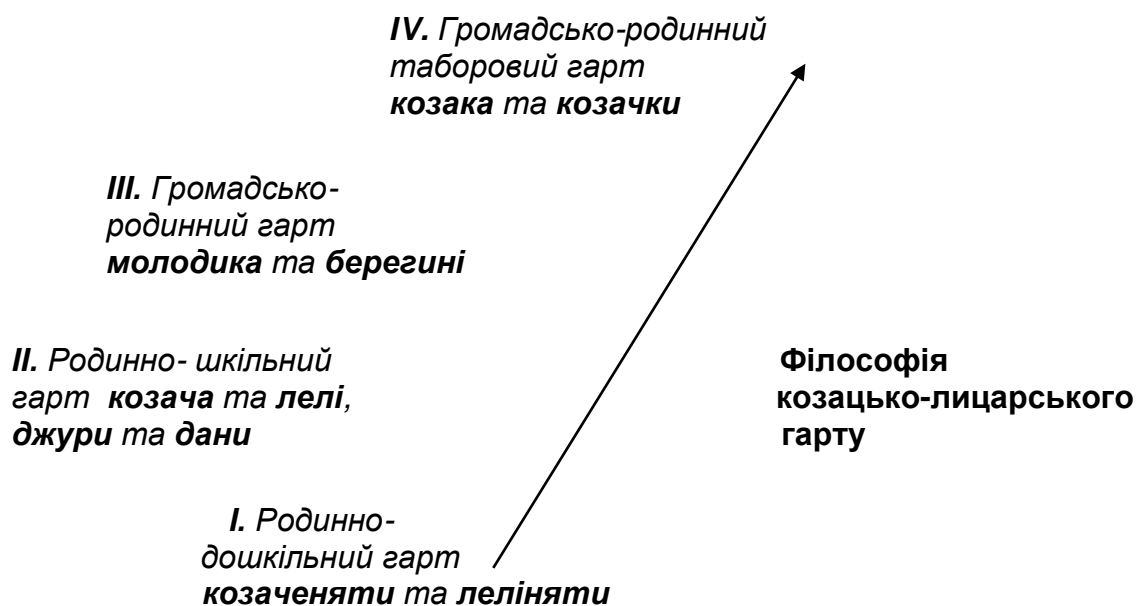 IV. Громадсько-родинний
таборовий гарт
козака та козачки
III. Громадсько-
родинний гарт
молодика та берегині
II. Родинно- шкільний
гарт козача та лелі,
джури та дани
Філософія
козацько-лицарського
гарту
I. Родинно-
дошкільний гарт
козаченяти та леліняти